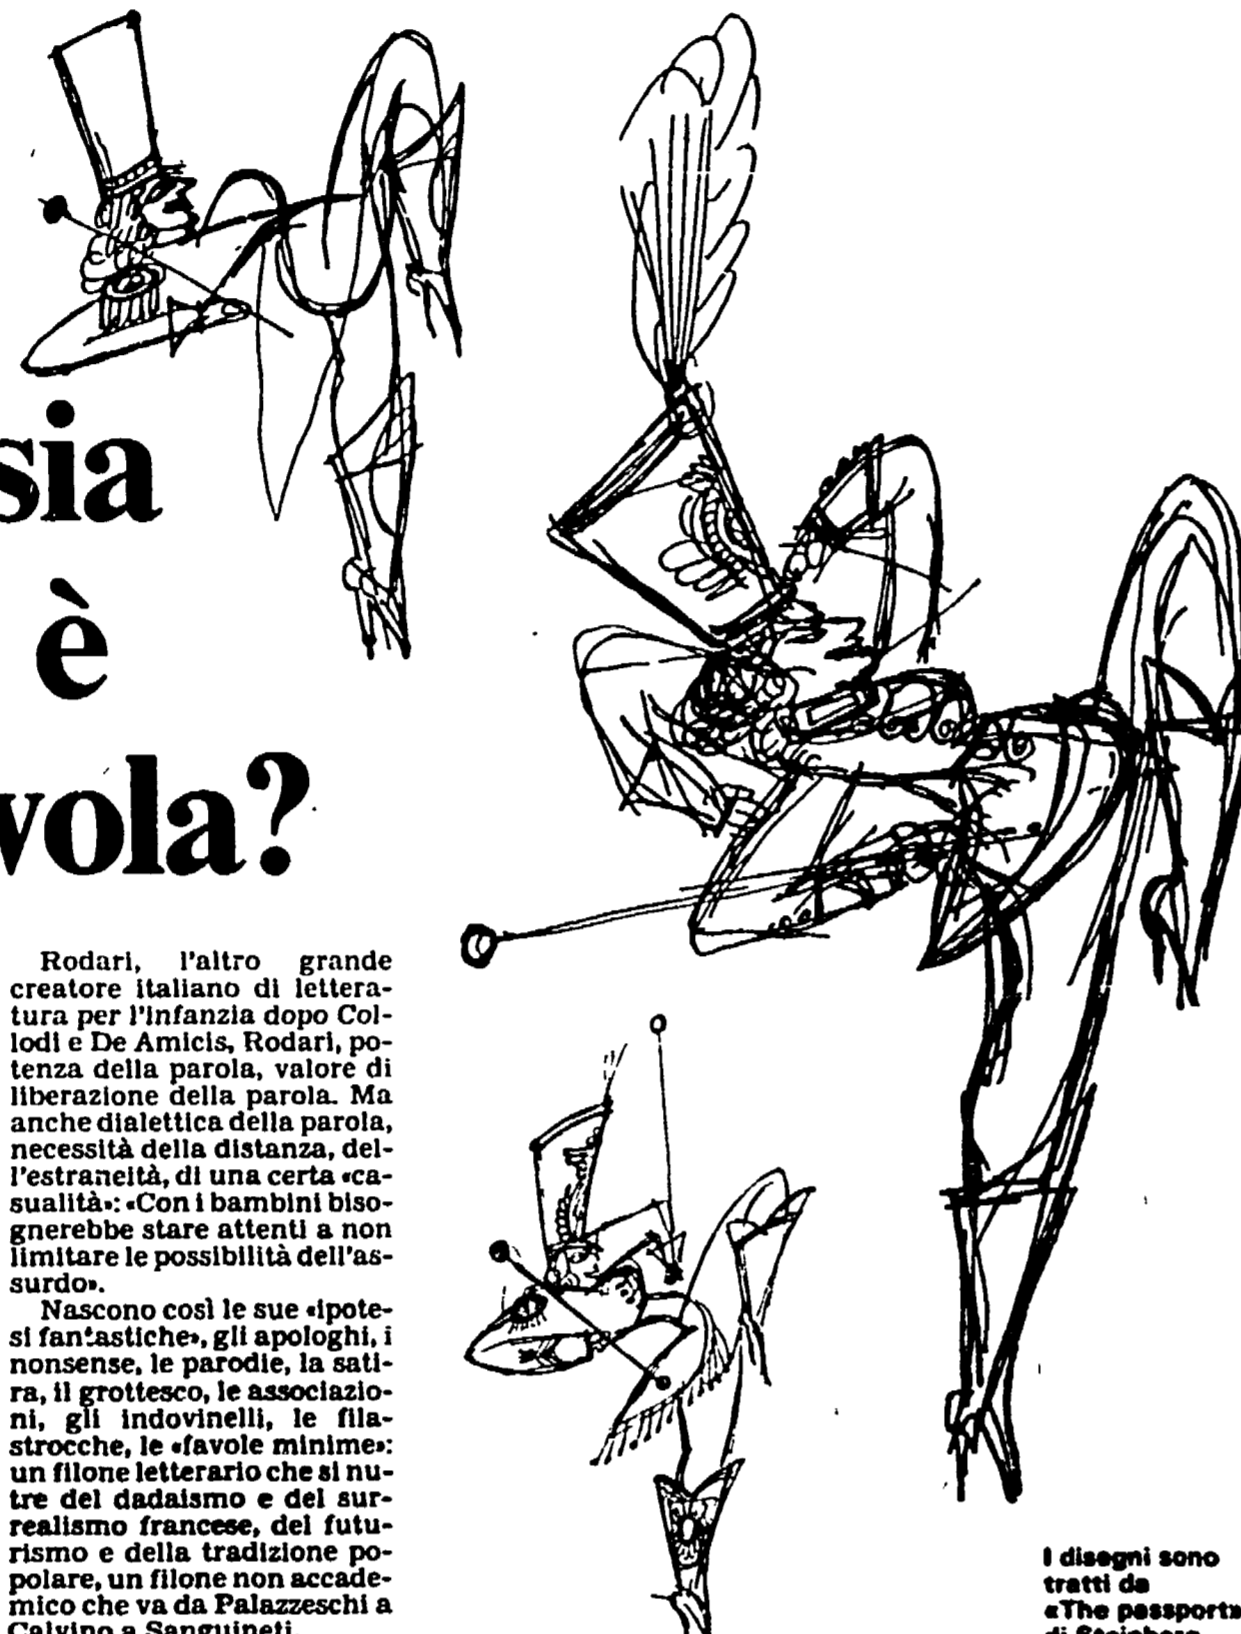 sia
è
vola?
Rodari, l'altro grande
creatore italiano di lettera-
tura per l'infanzia dopo Col-
lodi e De Amicis, Rodari, po-
tenza della parola, valore di
liberazione della parola. Ma
anche dialettica della parola,
necessità della distanza, del-
l'estraneità, di una certa «ca-
sualità»: «Con i bambini biso-
gnerebbe stare attenti a non
limitare le possibilità dell'as-
surdo».
Nascono così le sue «ipote-
si fantastiche», gli apologhi, i
nonsense, le parodie, la sati-
ra, il grottesco, le associazio-
ni, gli indovinelli, le fila-
strocche, le «favole minime»:
un filone letterario che si nu-
tre del dadaismo e del sur-
realismo francese, del futu-
rismo e della tradizione po-
polare, un filone non accade-
mico che va da Palazzeschi a
Calvino a Sanguineti.
I disegni sono
tratti da
«The passport»
di Steinberg